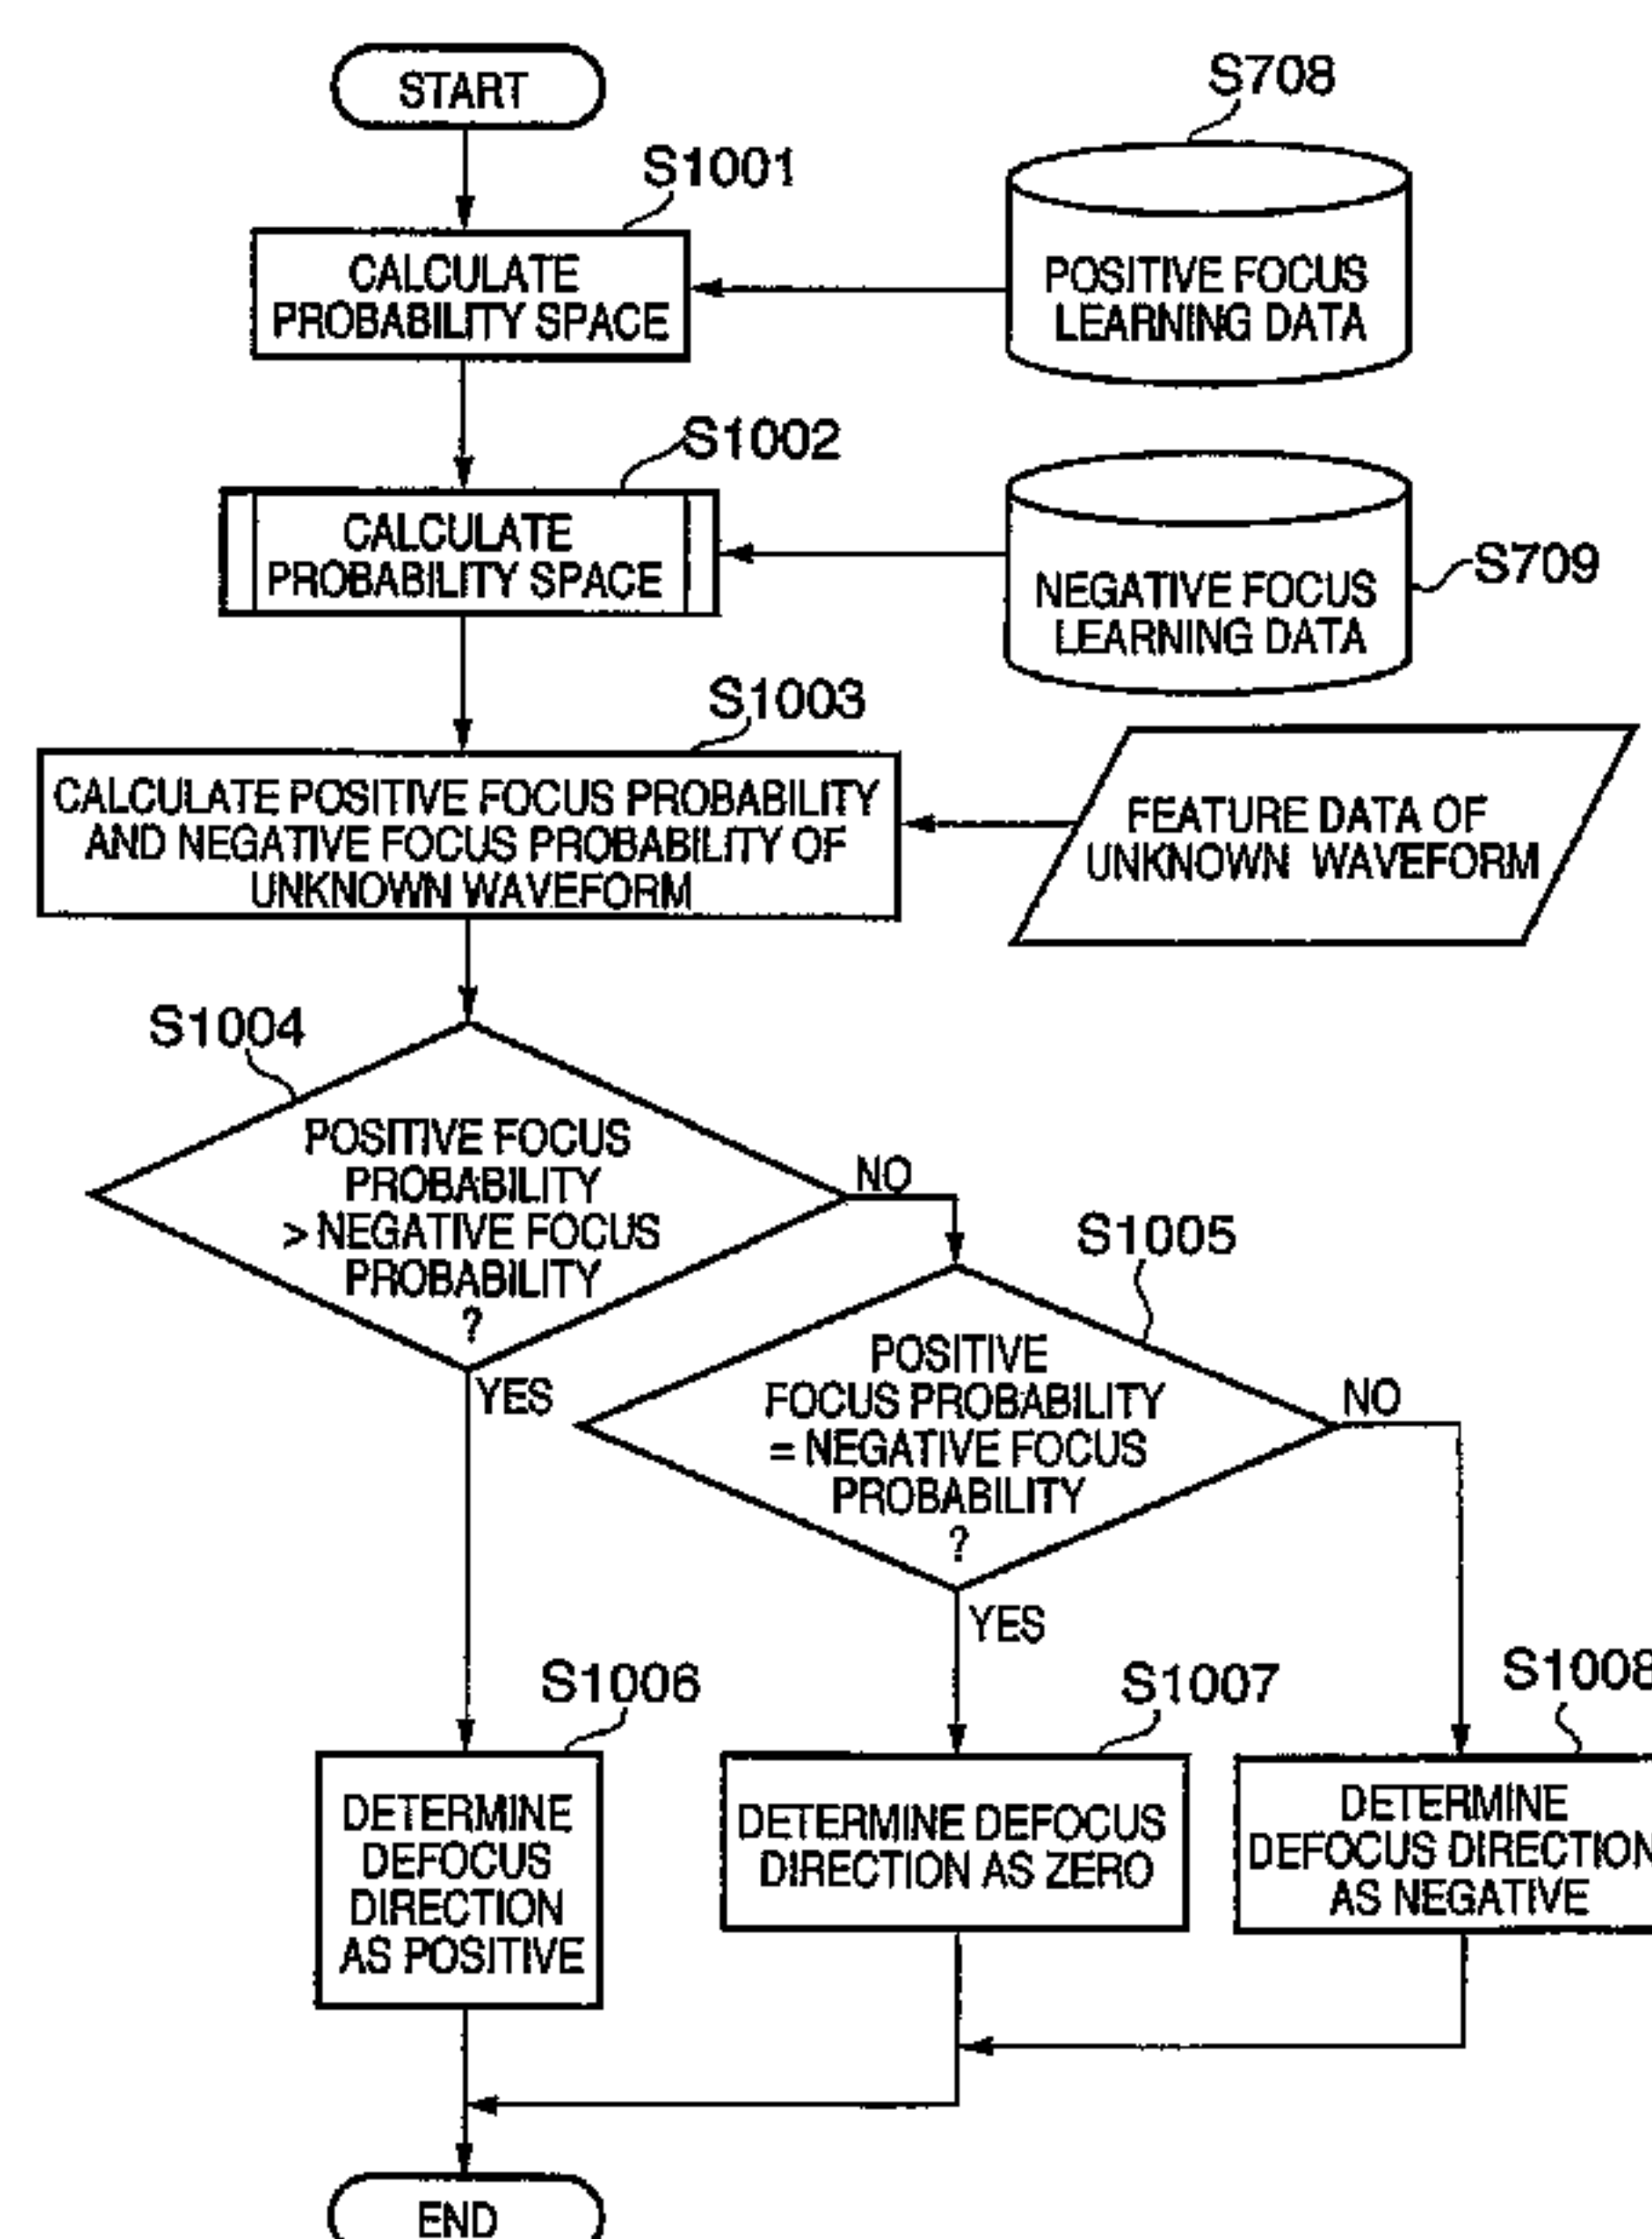 START
S708
S1001
CALCULATE
PROBABILITY SPACE
POSITIVE FOCUS
LEARNING DATA
S1002
CALCULATE
PROBABILITY SPACE
NEGATIVE FOCUS
LEARNING DATA
S709
S1003
CALCULATE POSITIVE FOCUS PROBABILITY
AND NEGATIVE FOCUS PROBABILITY OF
UNKNOWN WAVEFORM
FEATURE DATA OF
UNKNOWN WAVEFORM
S1004
POSITIVE FOCUS
PROBABILITY
> NEGATIVE FOCUS
PROBABILITY
?
NO
YES
S1005
POSITIVE
FOCUS PROBABILITY
= NEGATIVE FOCUS
PROBABILITY
?
NO
YES
S1006
DETERMINE
DEFOCUS
DIRECTION
AS POSITIVE
S1007
DETERMINE DEFOCUS
DIRECTION AS ZERO
S1008
DETERMINE
DEFOCUS DIRECTION
AS NEGATIVE
END